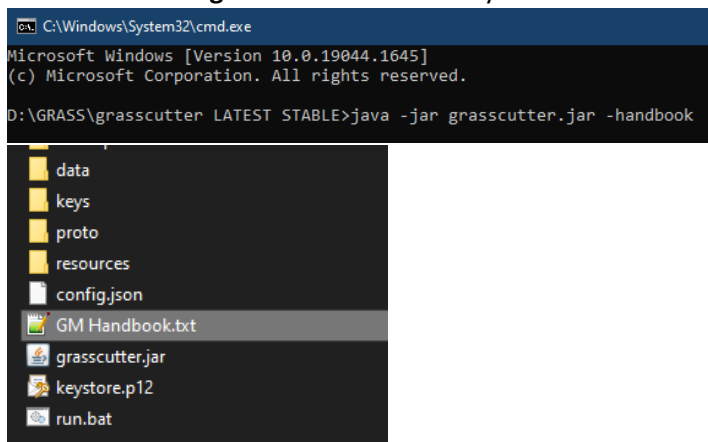 C:\Windows\System32\cmd.exe
Microsoft Windows [Version 10.0.19044.1645]
(c) Microsoft Corporation. All rights reserved.
D:\GRASS\grasscutter LATEST STABLE>java -jar grasscutter.jar -handbook
data
keys
proto
resources
config.json
GM Handbook.txt
grasscutter.jar
keystore.p12
run.bat